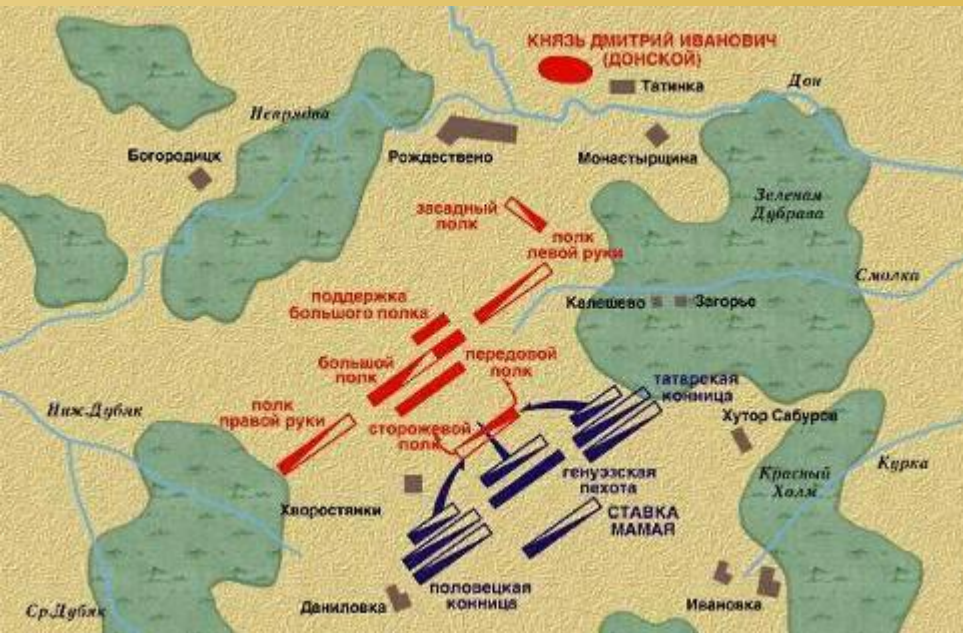 КНЯЗЬ ДМИТРИЙ ИВАНОВИЧ
(ДОНСКОЙ)
Татинка
Дон
Непрядва
Богородицк
Рождествено
Монастырщина
Зеленам
Дубрава
засадный
полк
полк
левой руки
Смолка
Калешево
Загорье
поддержка
большого полка
большой
полк
передовой
полк
татарская
конница
Ниж.Дубяк
полк
правой руки
сторожевой
полк
Хутор Сабуров
Красный
Холм
Курка
генуэзская
пехота
Хворостянки
СТАВКА
МАМАЯ
половецкая
конница
Даниловка
Ивановка
Ср.Дубяк